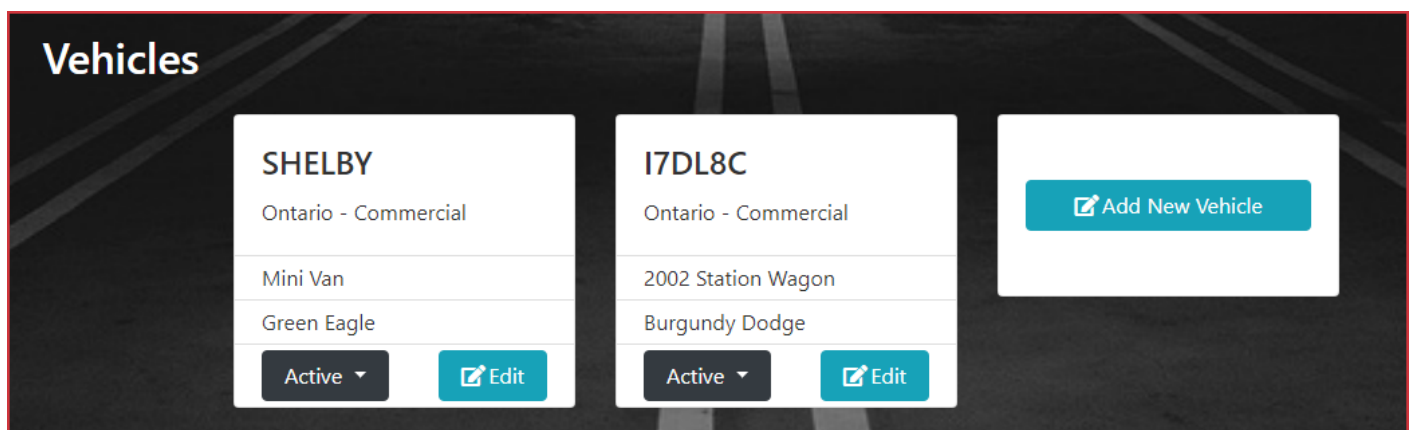 Vehicles
SHELBY
Ontario - Commercial
Mini Van
Green Eagle
Active
Edit
I7DL8C
Ontario - Commercial
2002 Station Wagon
Burgundy Dodge
Active
Edit
Add New Vehicle